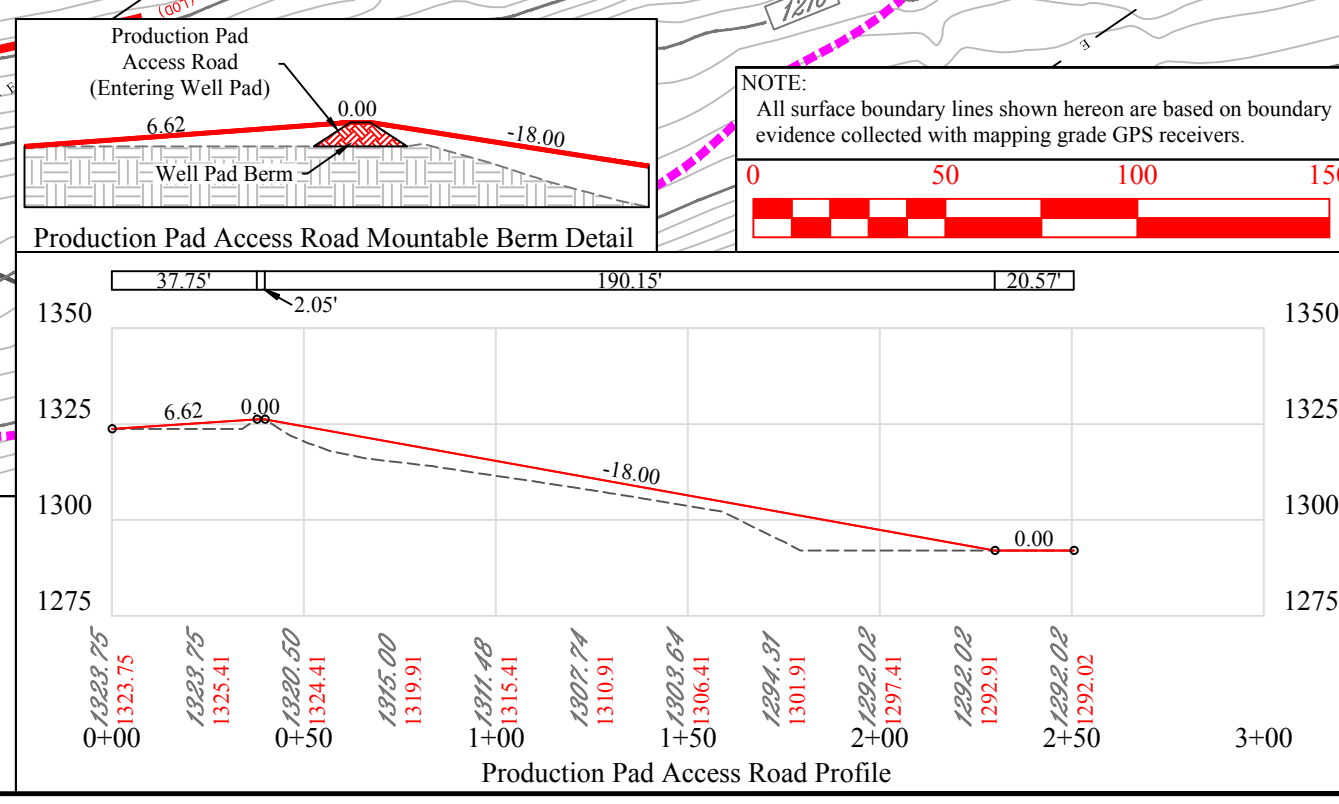 (LOD)
1210
E
E
3
Production Pad
Access Road
(Entering Well Pad)
6.62
0.00
-18.00
Well Pad Berm
Production Pad Access Road Mountable Berm Detail
NOTE:
All surface boundary lines shown hereon are based on boundary
evidence collected with mapping grade GPS receivers.
0 50 100 150
37.75' 2.05' 190.15' 20.57'
1350 1350
1325 1325
1300 1300
1275 1275
6.62 0.00 -18.00 0.00
1323.75 1323.75 1320.50 1315.00 1311.48 1307.74 1303.64 1294.31 1292.02 1292.02 1292.02
1323.75 1325.41 1324.41 1319.91 1315.41 1310.91 1306.41 1301.91 1297.41 1292.91 1292.02
0+00 0+50 1+00 1+50 2+00 2+50 3+00
Production Pad Access Road Profile